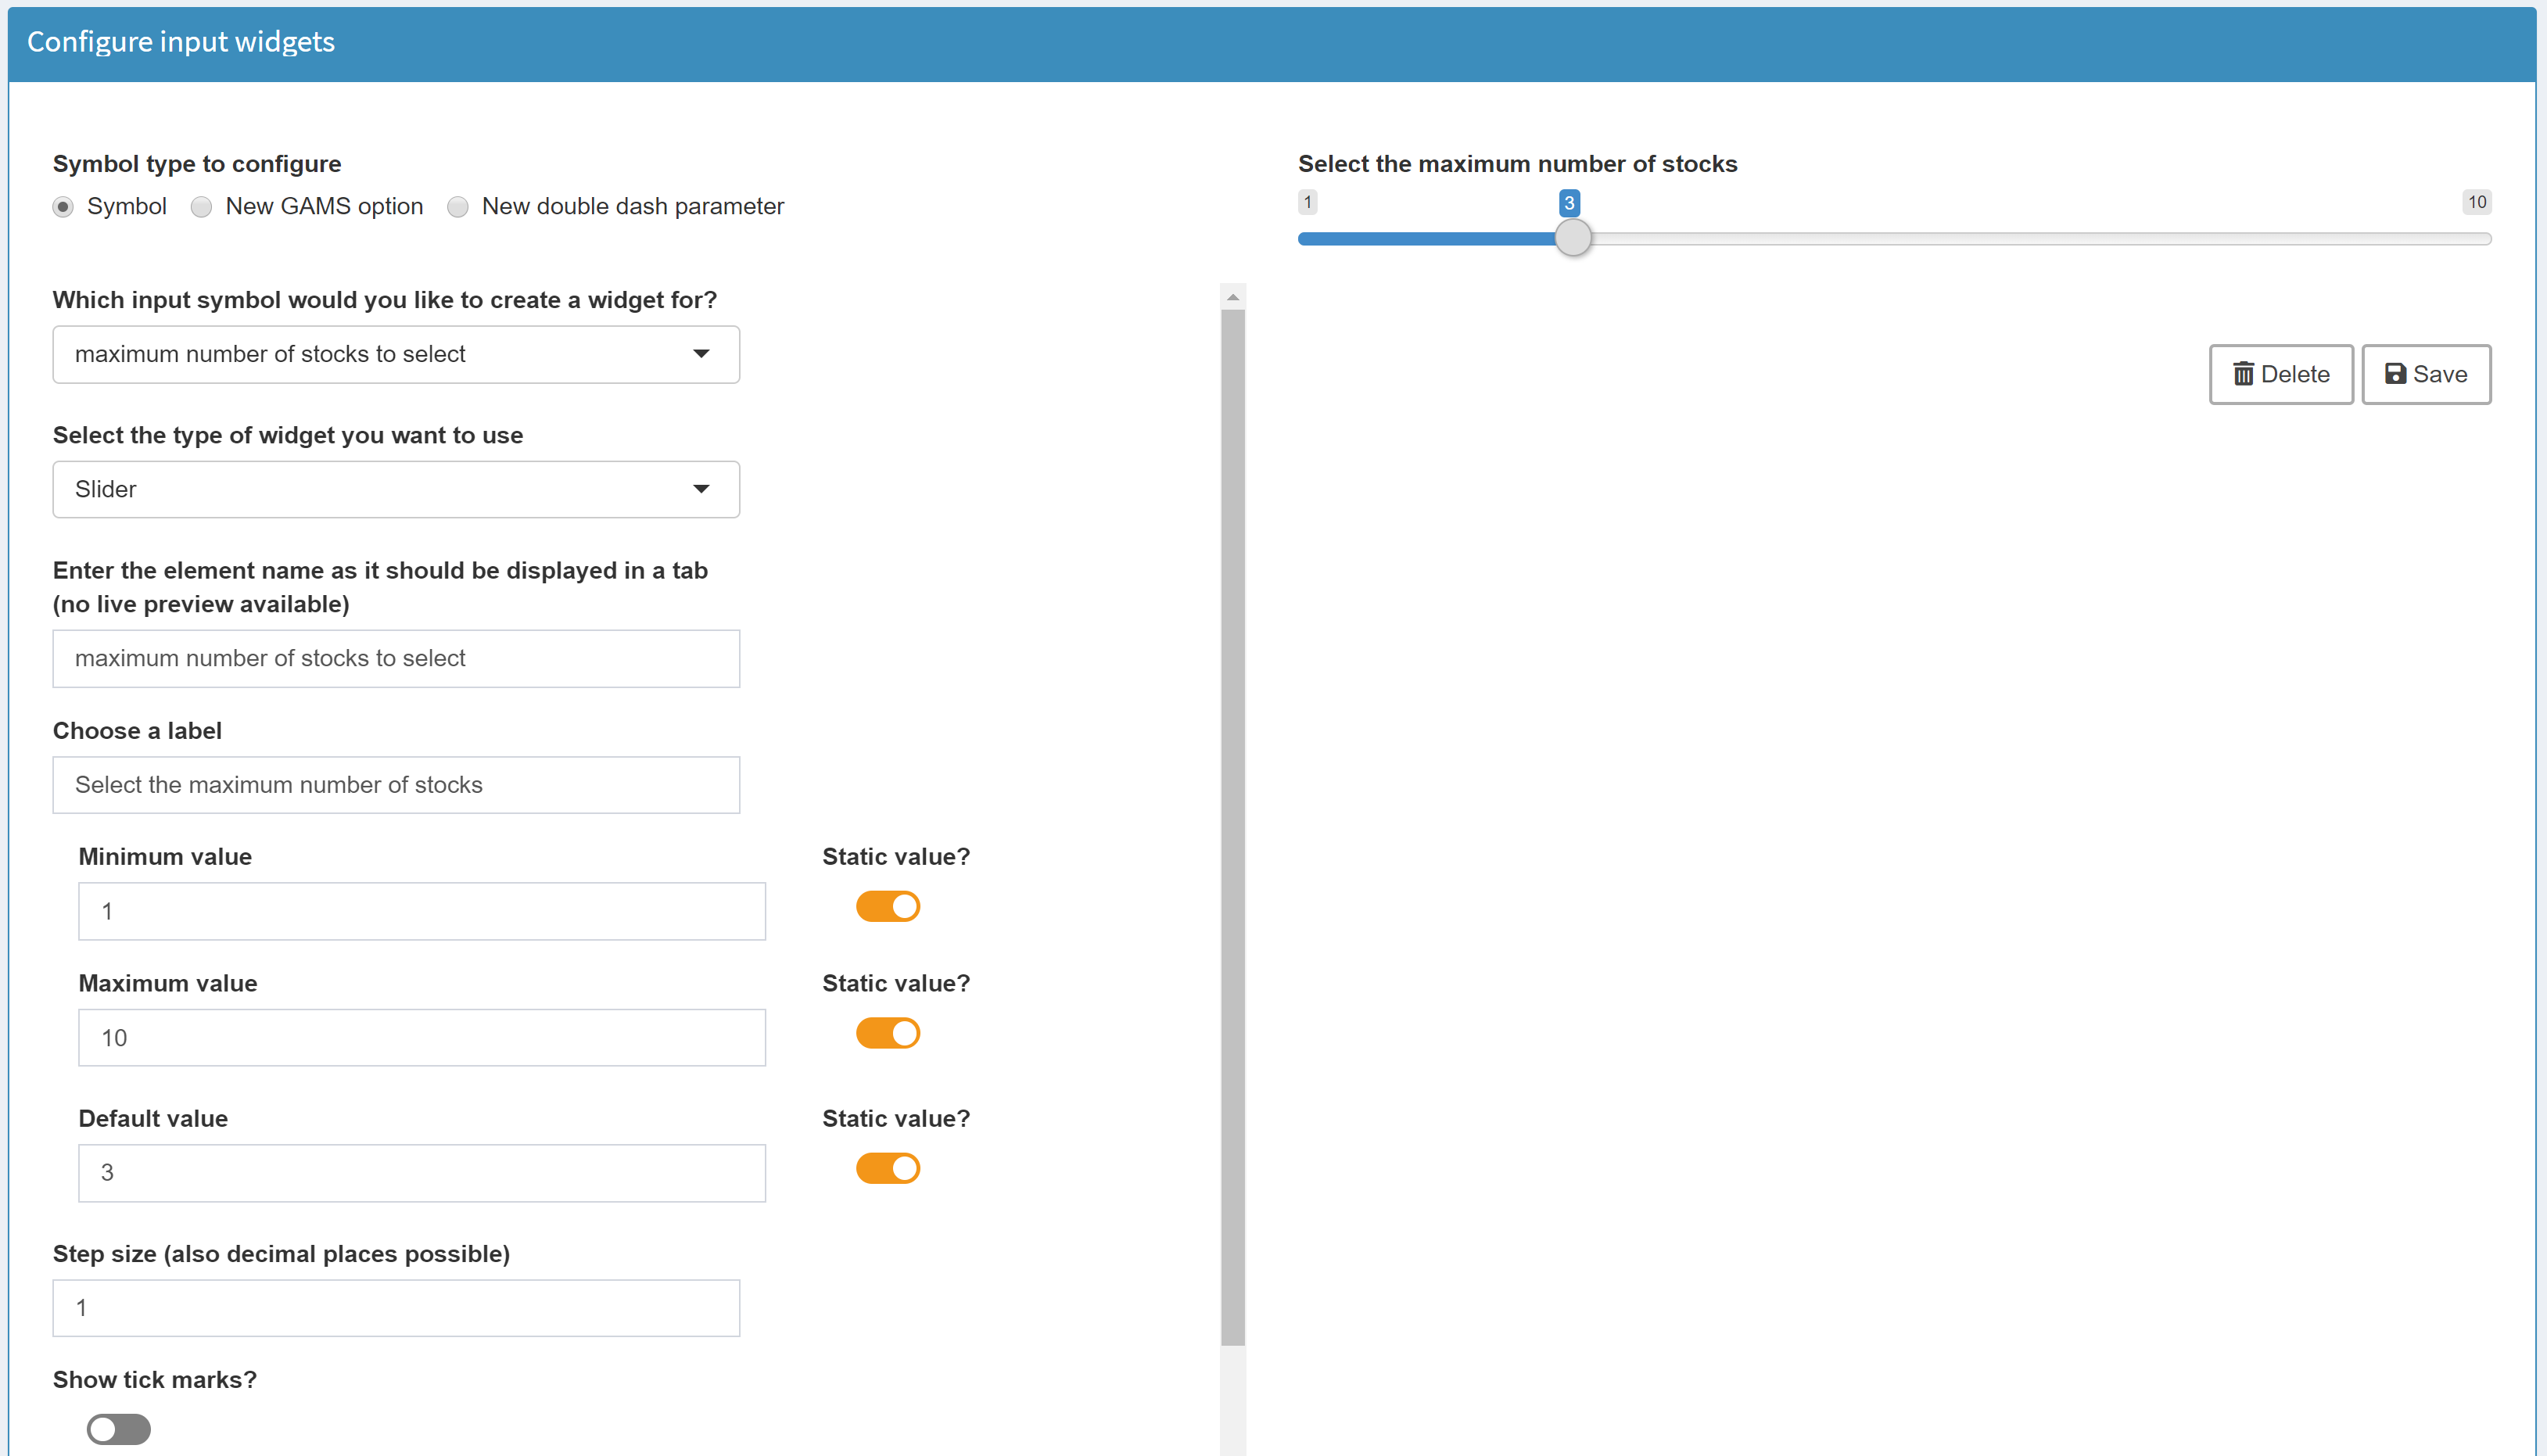 Configure input widgets
Symbol type to configure
Symbol New GAMS option New double dash parameter
Which input symbol would you like to create a widget for?
maximum number of stocks to select
Select the type of widget you want to use
Slider
Enter the element name as it should be displayed in a tab
(no live preview available)
maximum number of stocks to select
Choose a label
Select the maximum number of stocks
Minimum value Static value?
1
Maximum value Static value?
10
Default value Static value?
3
Step size (also decimal places possible)
1
Show tick marks?
Select the maximum number of stocks
1 3 10
Delete Save